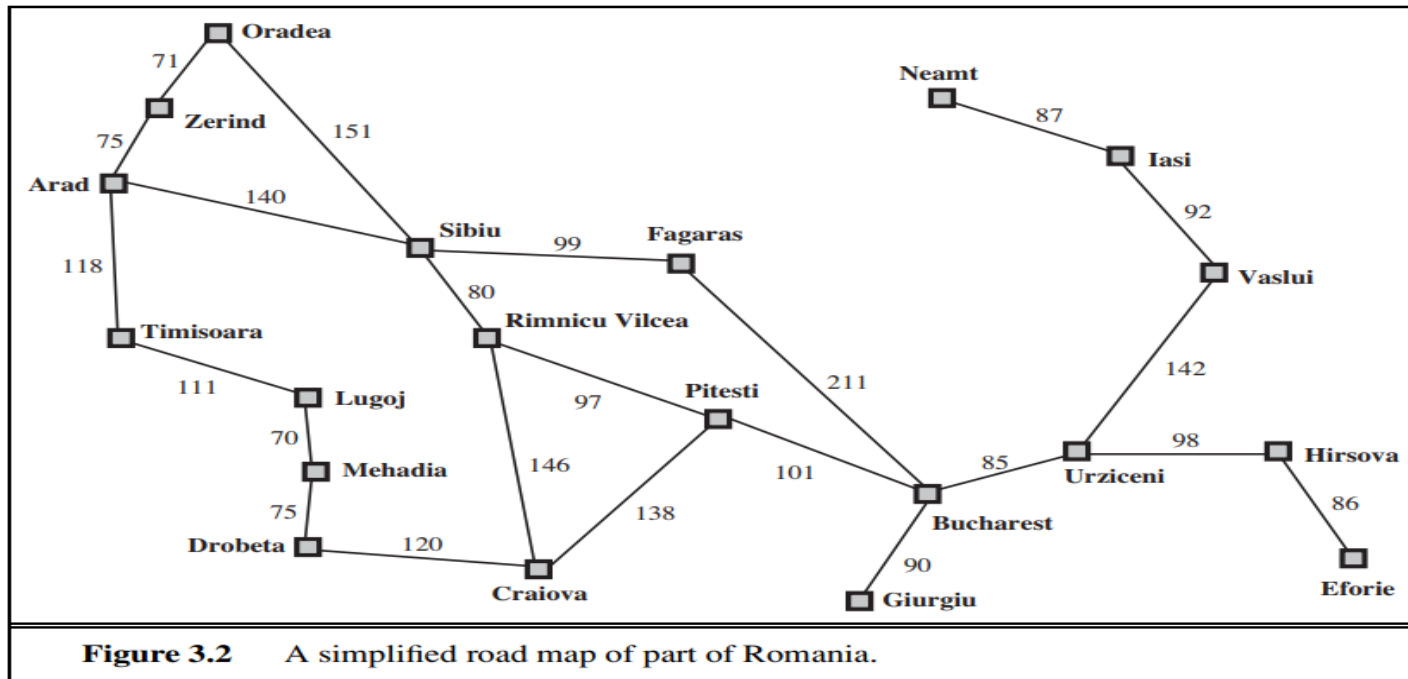 Oradea
71
Neamt
87
Zerind
151
75
Iasi
Arad
140
92
Sibiu
Fagaras
99
118
Vaslui
80
Timisoara
Rimnicu Vilcea
142
111
211
Lugoj
97
Pitesti
70
98
Mehadia
146
101
85
Urziceni
Hirsova
75
138
86
Bucharest
Drobeta
120
90
Craiova
Giurgiu
Eforie
Figure 3.2 A simplified road map of part of Romania.